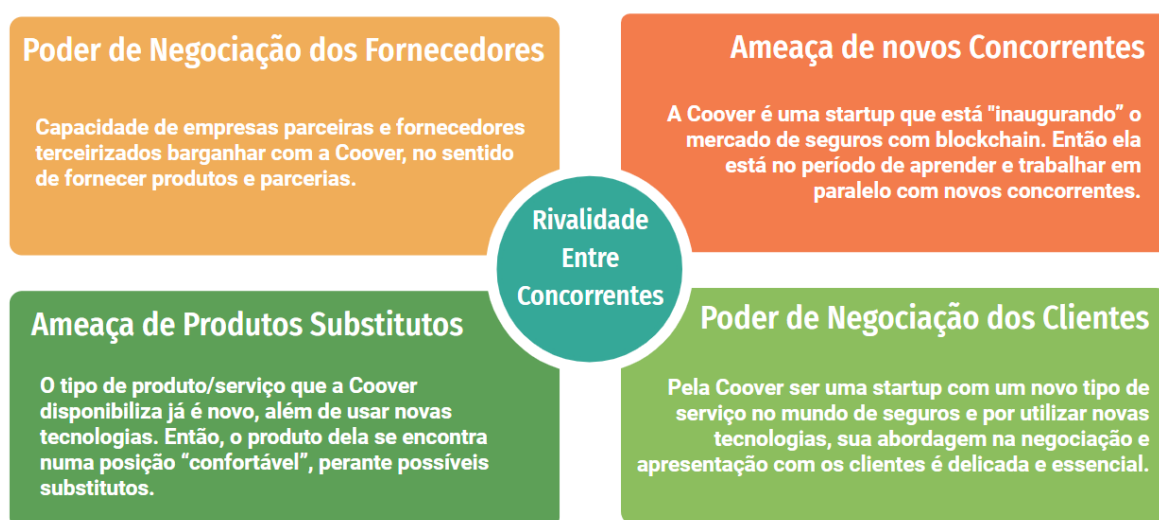 Poder de Negociação dos Fornecedores
Capacidade de empresas parceiras e fornecedores
terceirizados barganhar com a Coover, no sentido
de fornecer produtos e parcerias.
Ameaça de novos Concorrentes
A Coover é uma startup que está "inaugurando” o
mercado de seguros com blockchain. Então ela
está no período de aprender e trabalhar em
paralelo com novos concorrentes.
Rivalidade
Entre
Concorrentes
Ameaça de Produtos Substitutos
O tipo de produto/serviço que a Coover
disponibiliza já é novo, além de usar novas
tecnologias. Então, o produto dela se encontra
numa posição “confortável”, perante possíveis
substitutos.
Poder de Negociação dos Clientes
Pela Coover ser uma startup com um novo tipo de
serviço no mundo de seguros e por utilizar novas
tecnologias, sua abordagem na negociação e
apresentação com os clientes é delicada e essencial.